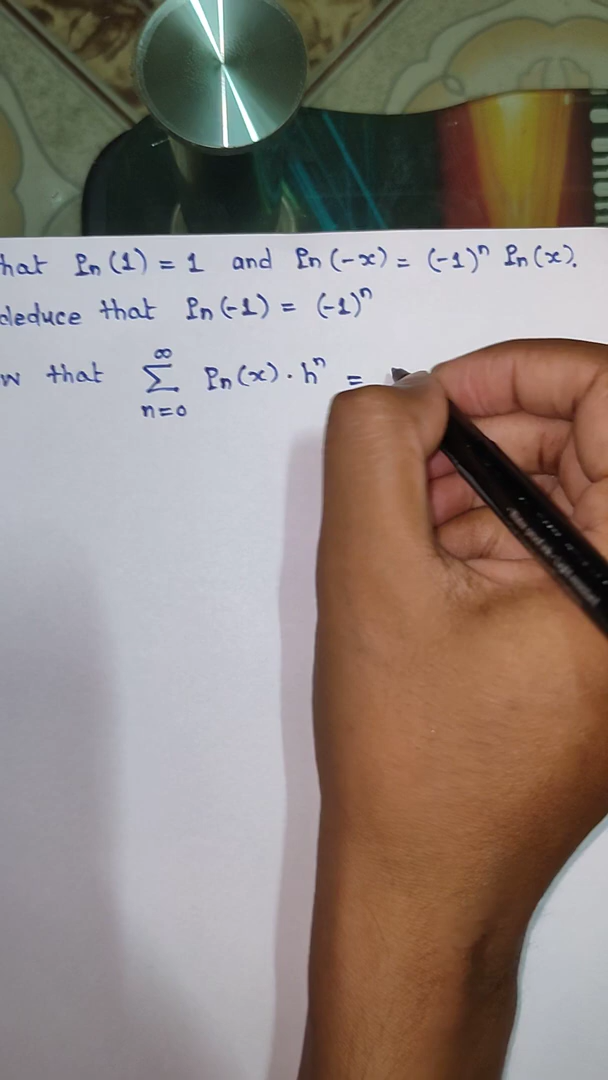 hat Pn(1) = 1 and Pn(-x) = (-1)ⁿ Pn(x).
deduce that Pn(-1) = (-1)ⁿ
w that ∞∑n=0 Pn(x) · hⁿ =